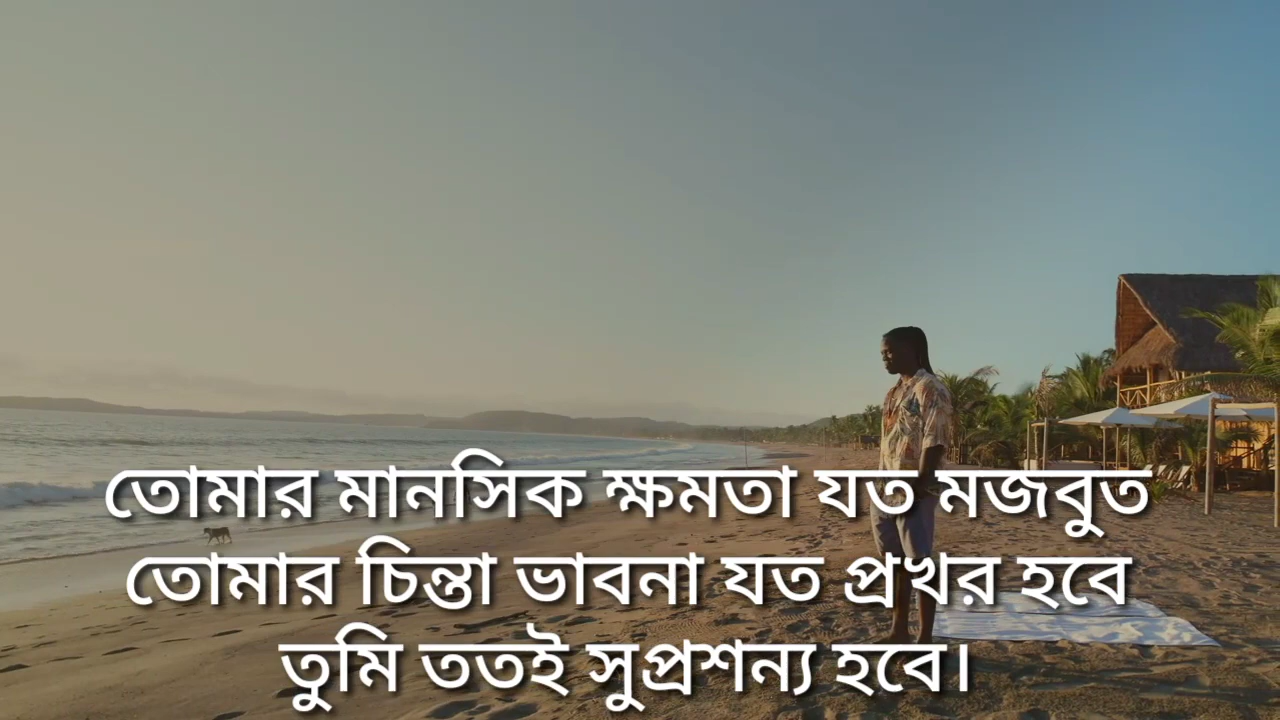 তোমার মানসিক ক্ষমতা যত মজবুত
তোমার চিন্তা ভাবনা যত প্রখর হবে
তুমি ততই সুপ্রশন্য হবে।